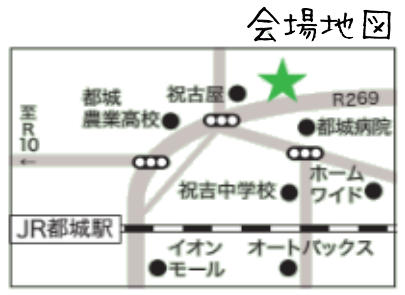 会場地図
至
R
10
←
都城
農業高校
祝吉屋
R269
都城病院
祝吉中学校
ホーム
ワイド
JR都城駅
イオン
モール
オートバックス